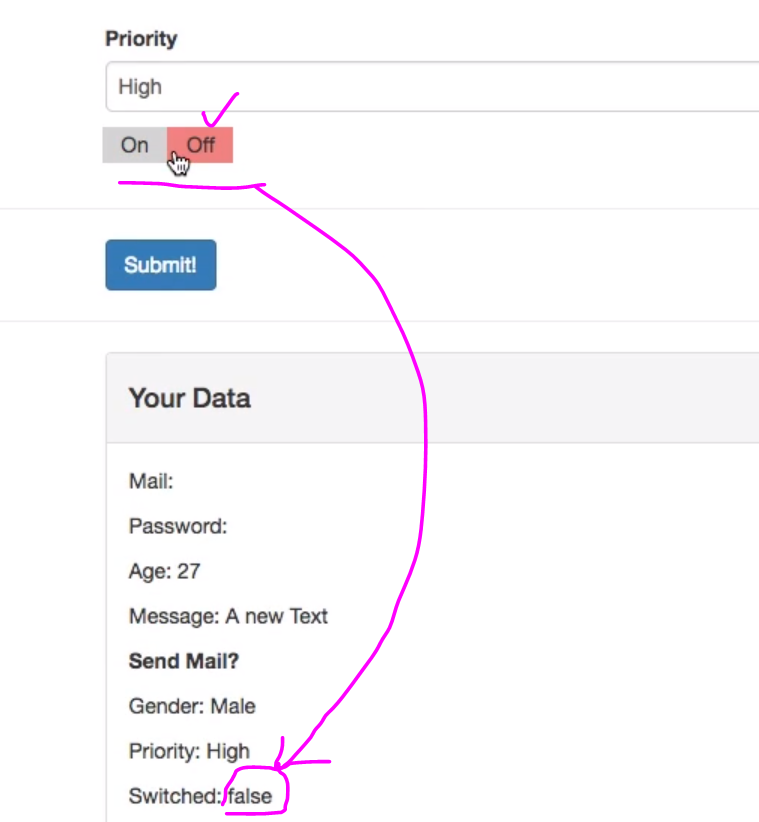 Priority
High
On Off
Submit!
Your Data
Mail:
Password:
Age: 27
Message: A new Text
Send Mail?
Gender: Male
Priority: High
Switched: false